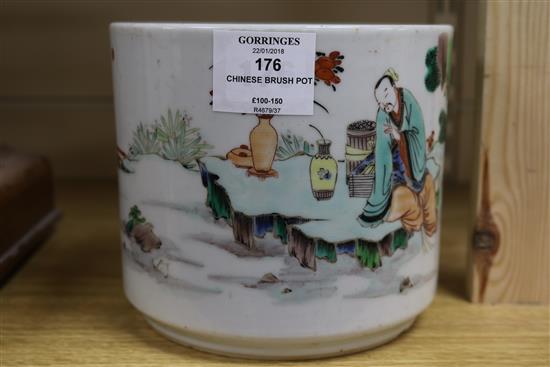 GORRINGES
22/01/2018
176
CHINESE BRUSH POT
£100-150
R4679/37